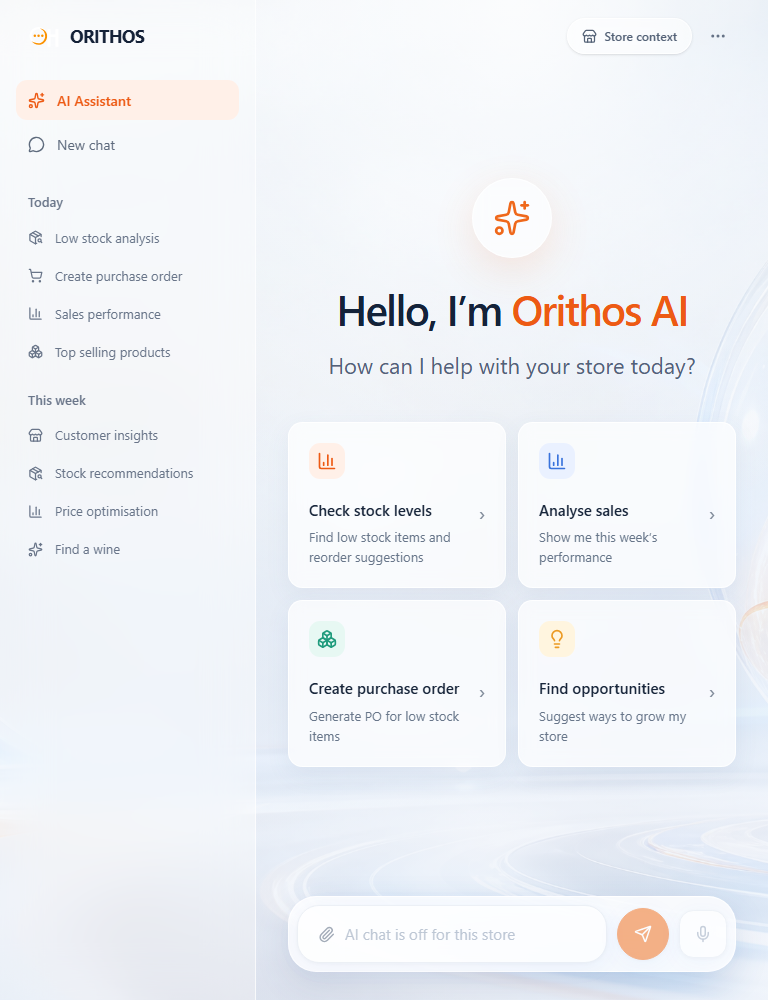 ORITHOS
Store context
AI Assistant
New chat
Today
Low stock analysis
Create purchase order
Sales performance
Top selling products
This week
Customer insights
Stock recommendations
Price optimisation
Find a wine
Hello, I’m Orithos AI
How can I help with your store today?
Check stock levels
Find low stock items and
reorder suggestions
Analyse sales
Show me this week's
performance
Create purchase order
Generate PO for low stock
items
Find opportunities
Suggest ways to grow my
store
AI chat is off for this store